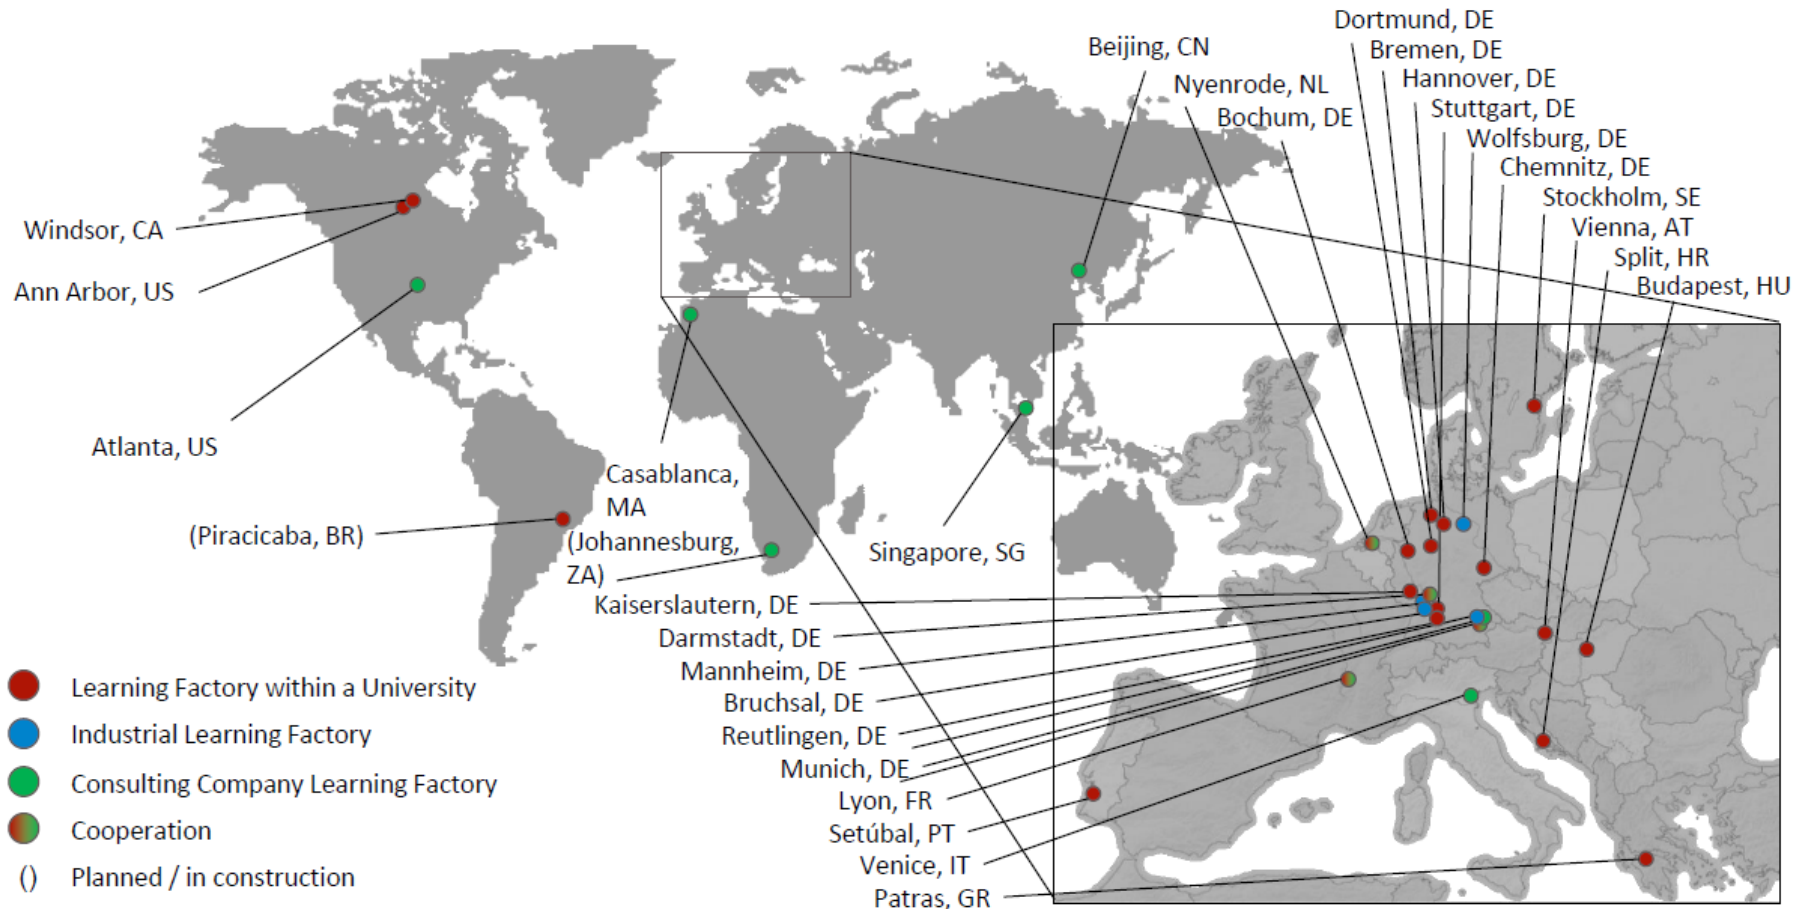 Dortmund, DE
Bremen, DE
Beijing, CN
Hannover, DE
Nyenrode, NL
Stuttgart, DE
Bochum, DE
Wolfsburg, DE
Chemnitz, DE
Stockholm, SE
Vienna, AT
Split, HR
Budapest, HU
Windsor, CA
Ann Arbor, US
Atlanta, US
(Piracicaba, BR)
Casablanca,
MA
(Johannesburg,
ZA)
Singapore, SG
Kaiserslautern, DE
Darmstadt, DE
Mannheim, DE
Bruchsal, DE
Reutlingen, DE
Munich, DE
Lyon, FR
Setúbal, PT
Venice, IT
Patras, GR
Learning Factory within a University
Industrial Learning Factory
Consulting Company Learning Factory
Cooperation
() Planned / in construction